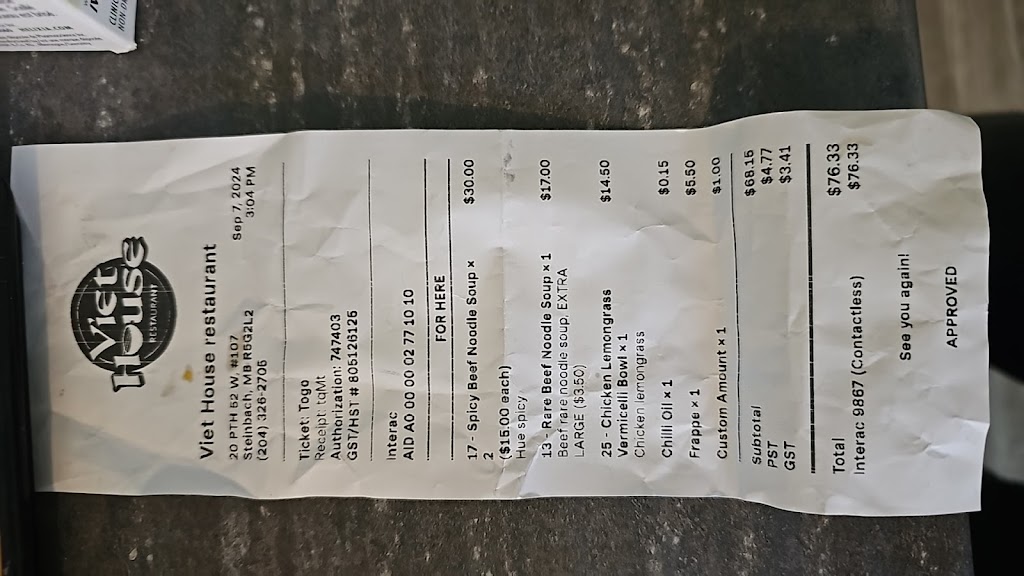 Viet
House
RESTAURANT
Viet House restaurant
20 PTH 52 W, #107
Steinbach, MB R5G2L2
(204) 326-2706
Sep 7, 2024
3:04 PM
Ticket: Togo
Receipt: tqMt
Authorization: 747403
GST/HST # 805126126
Interac
AID A0 00 00 02 77 10 10
FOR HERE
17 - Spicy Beef Noodle Soup × $30.00
2
($15.00 each)
Hue spicy
13 - Rare Beef Noodle Soup × 1 $17.00
Beef rare noodle soup, EXTRA
LARGE ($3.50)
25 - Chicken Lemongrass $14.50
Vermicelli Bowl × 1
Chicken lemongrass
Chilli Oil × 1 $0.15
Frappe × 1 $5.50
Custom Amount × 1 $1.00
Subtotal $68.15
PST $4.77
GST $3.41
Total $76.33
Interac 9867 (Contactless) $76.33
See you again!
APPROVED